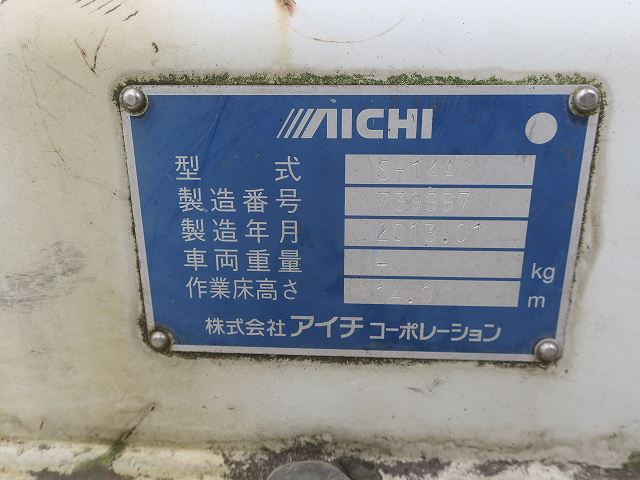 AICHI
型 式 SH14A
製造番号 739997
製造年月 2013.01
車両重量 - kg
作業床高さ 14.0 m
株式会社 アイチ コーポレーション